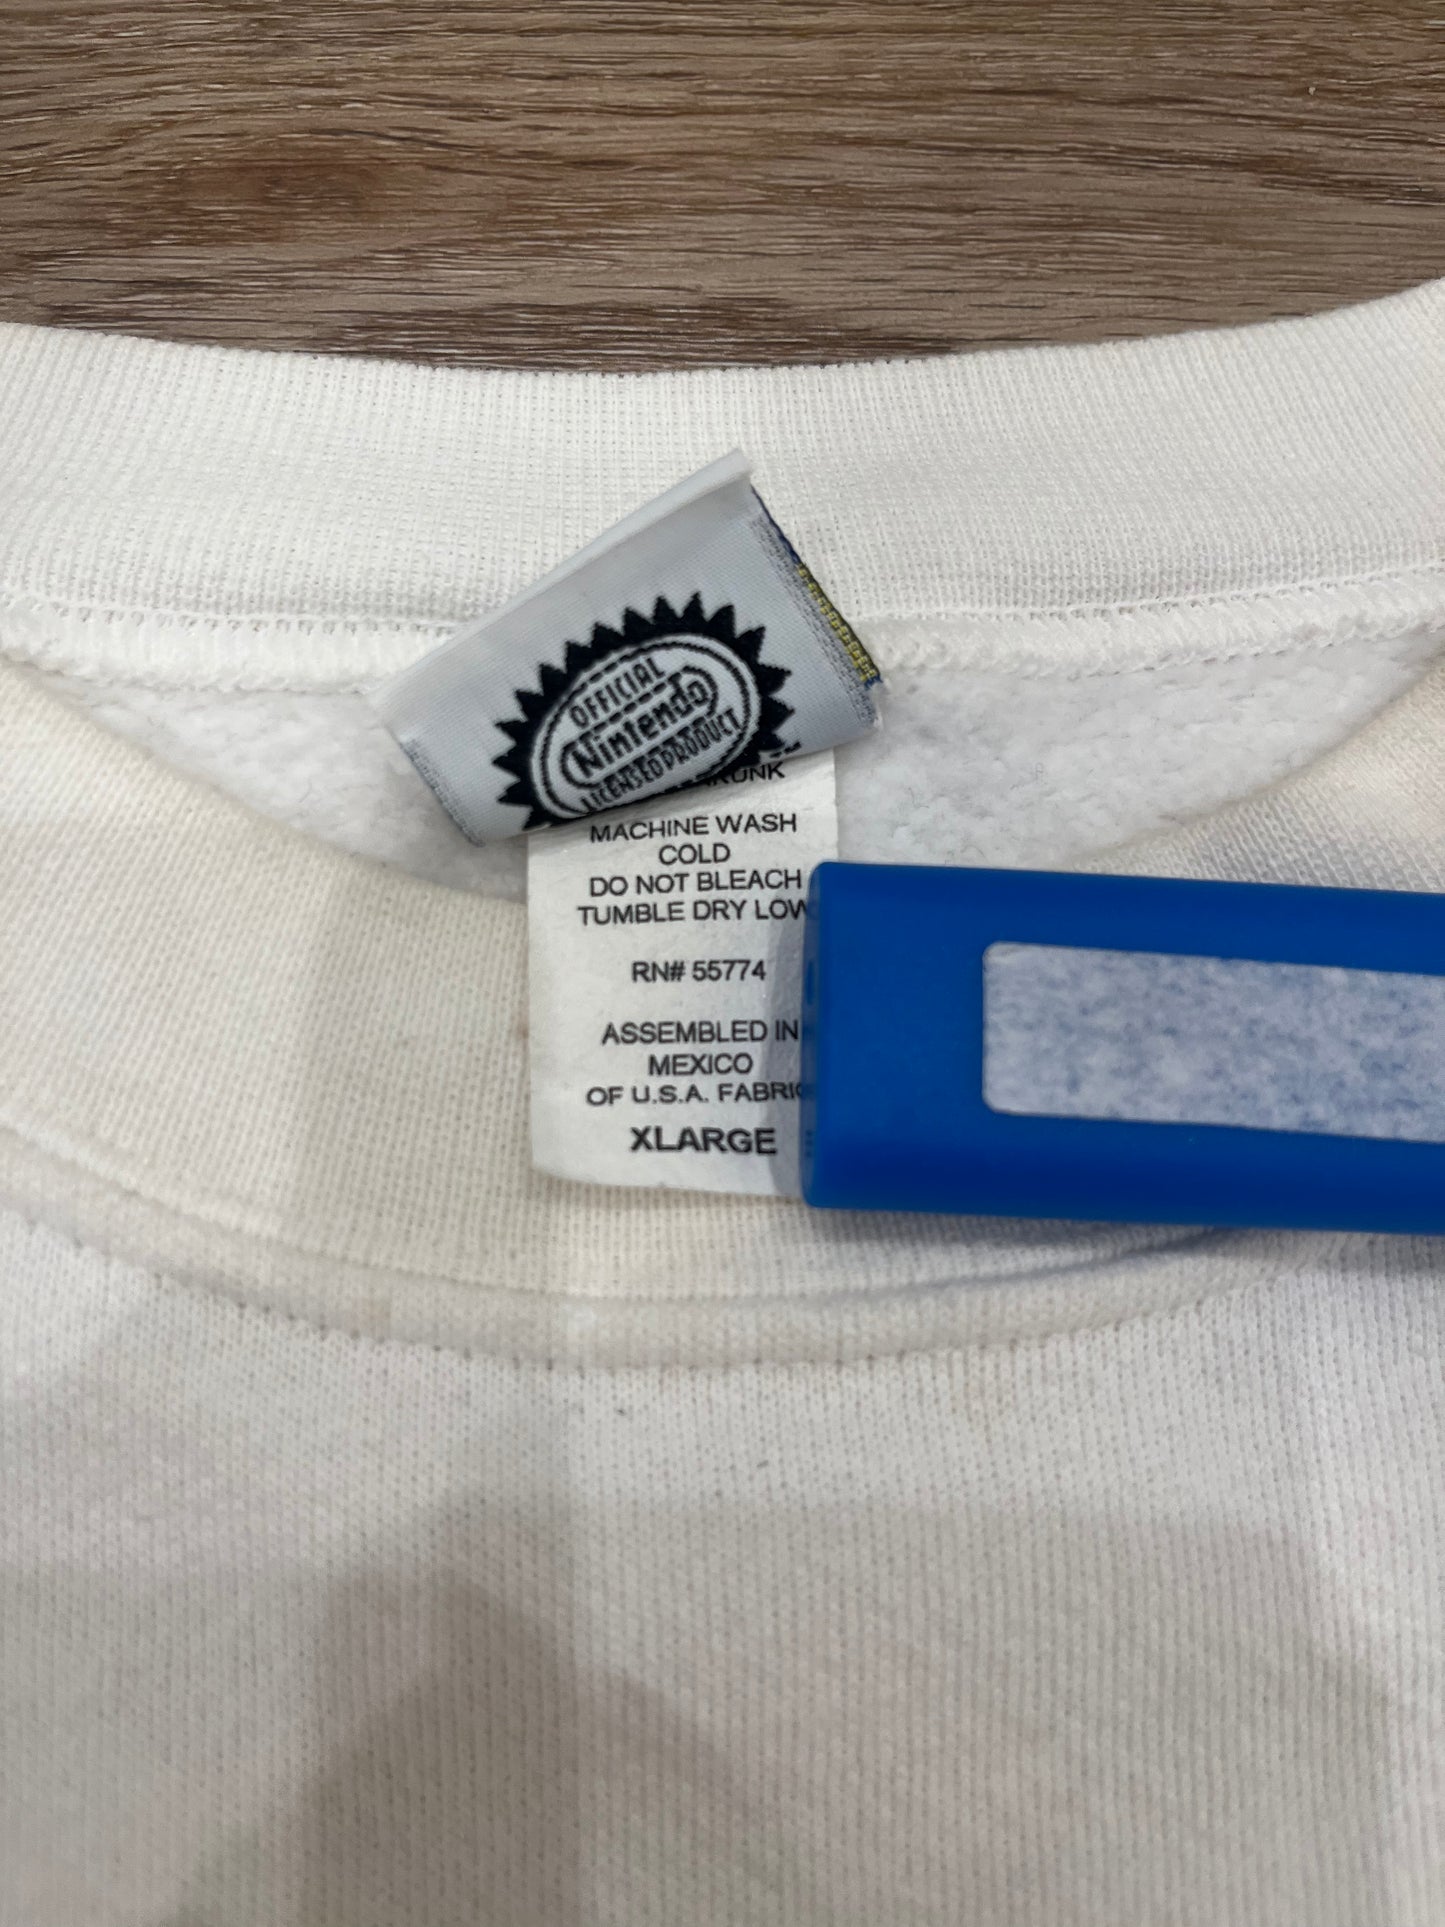 OFFICIAL
Nintendo
LICENSED PRODUCT
MACHINE WASH
COLD
DO NOT BLEACH
TUMBLE DRY LOW
RN# 55774
ASSEMBLED IN
MEXICO
OF U.S.A. FABRIC
XLARGE